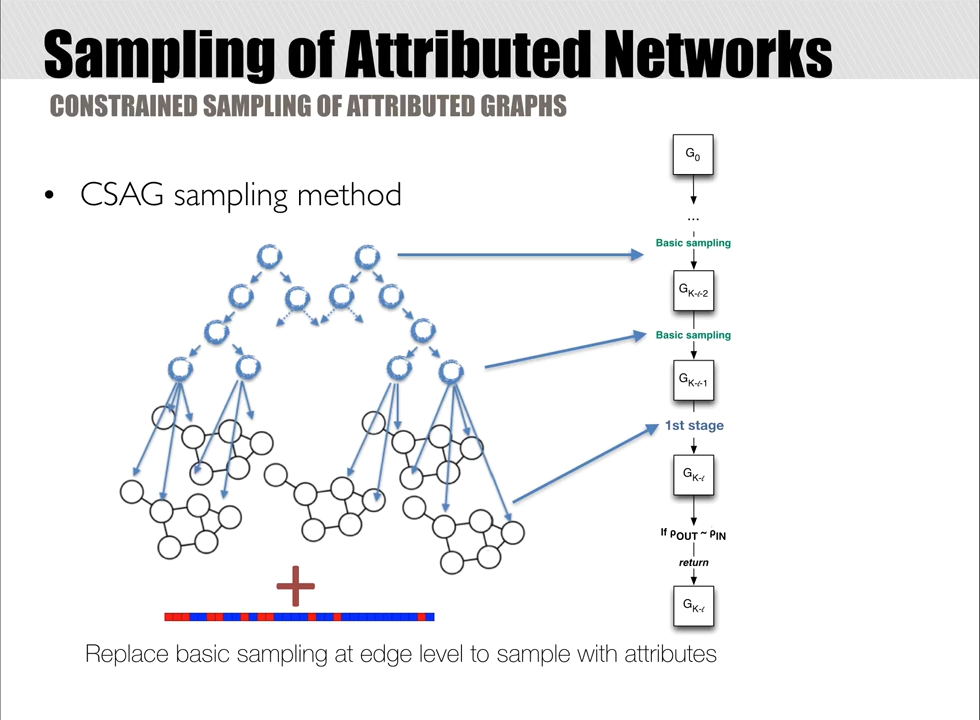 Sampling of Attributed Networks
CONSTRAINED SAMPLING OF ATTRIBUTED GRAPHS
• CSAG sampling method
G0
...
Basic sampling
GK-ℓ-2
Basic sampling
GK-ℓ-1
1st stage
GK-ℓ
If ρOUT ~ ρIN
return
GK-ℓ
Replace basic sampling at edge level to sample with attributes